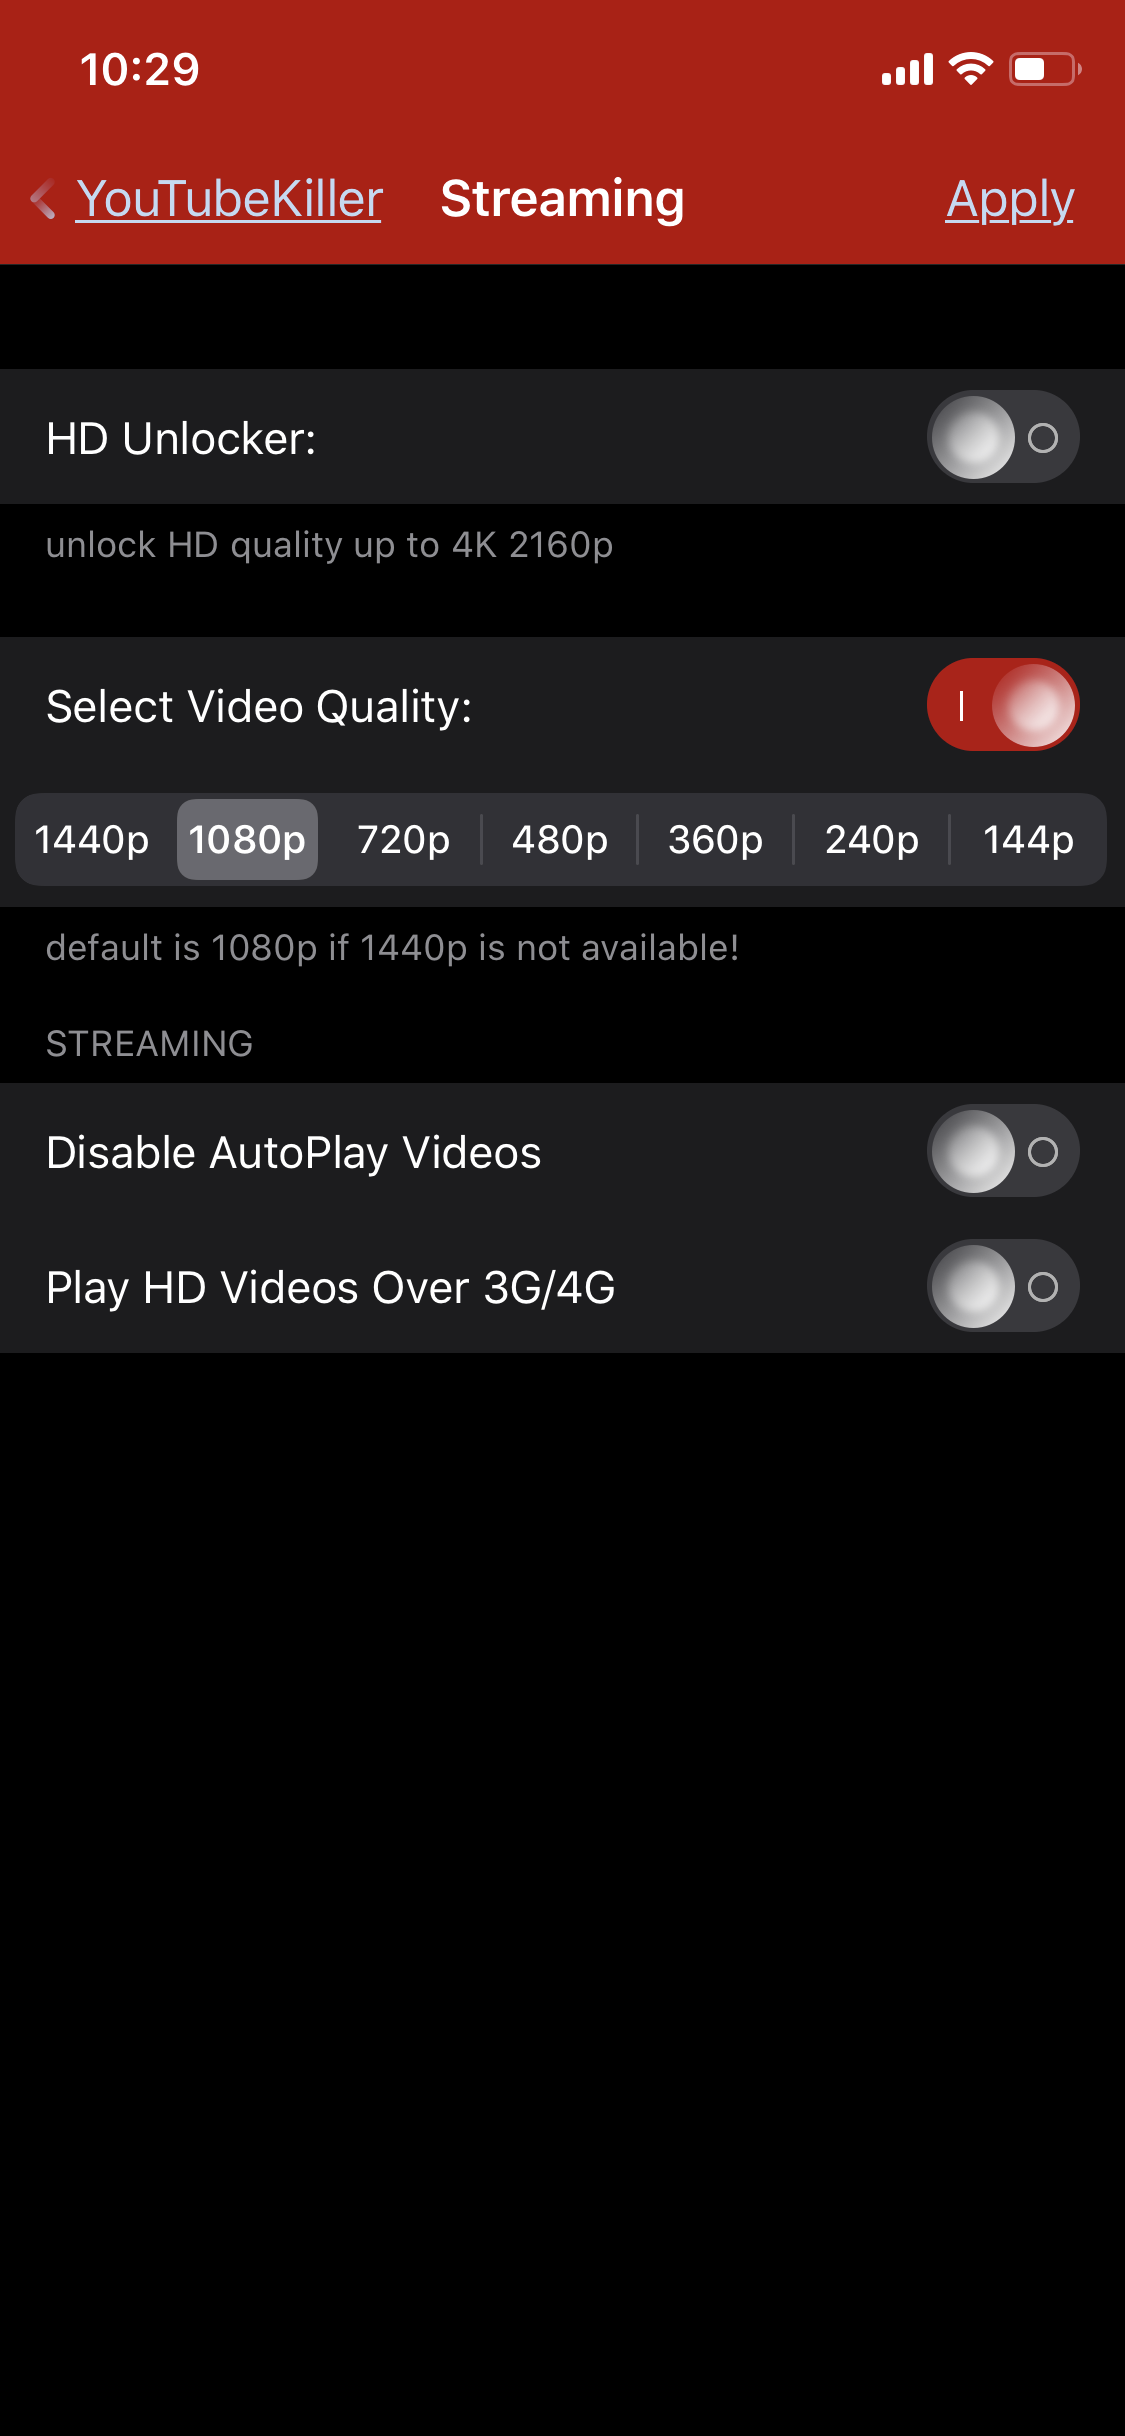 10:29
YouTubeKiller Streaming Apply
HD Unlocker:
unlock HD quality up to 4K 2160p
Select Video Quality:
1440p 1080p 720p 480p 360p 240p 144p
default is 1080p if 1440p is not available!
STREAMING
Disable AutoPlay Videos
Play HD Videos Over 3G/4G